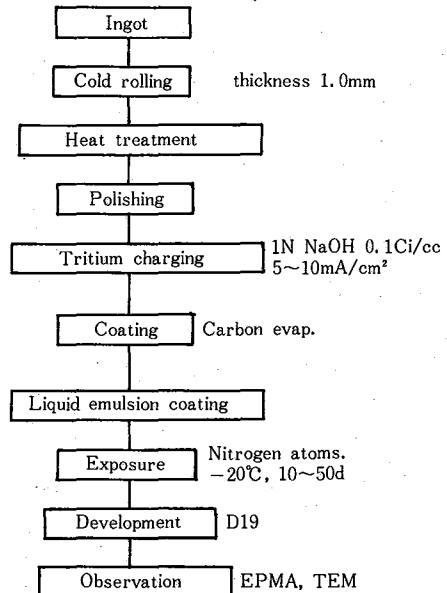 Ingot
Cold rolling thickness 1.0mm
Heat treatment
Polishing
Tritium charging 1N NaOH 0.1Ci/cc
5~10mA/cm²
Coating Carbon evap.
Liquid emulsion coating
Exposure Nitrogen atoms.
−20℃, 10~50d
Development D19
Observation EPMA, TEM